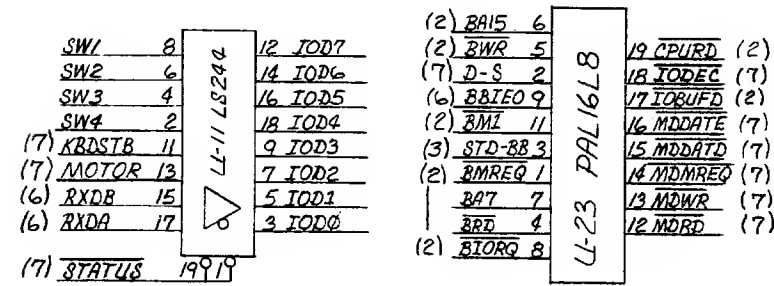 SW1 8
SW2 6
SW3 4
SW4 2
(7) KBDSTB 11
(7) MOTOR 13
(6) RXDB 15
(6) RXDA 17
(7) STATUS 19 1
U-11 LS244
12 IOD7
14 IOD6
16 IOD5
18 IOD4
9 IOD3
7 IOD2
5 IOD1
3 IODØ
(2) BA15 6
(2) BWR 5
(7) D-S 2
(6) BBIEO 9
(2) BM1 11
(3) STD-BB 3
(2) BMREQ 1
BA7 7
BRD 4
(2) BIORQ 8
U-23 PAL16L8
19 CPURD (2)
18 IODEC (7)
17 IOBUFD (2)
16 MDDATE (7)
15 MDDATD (7)
14 MDMREQ (7)
13 MDWR (7)
12 MDRD (7)